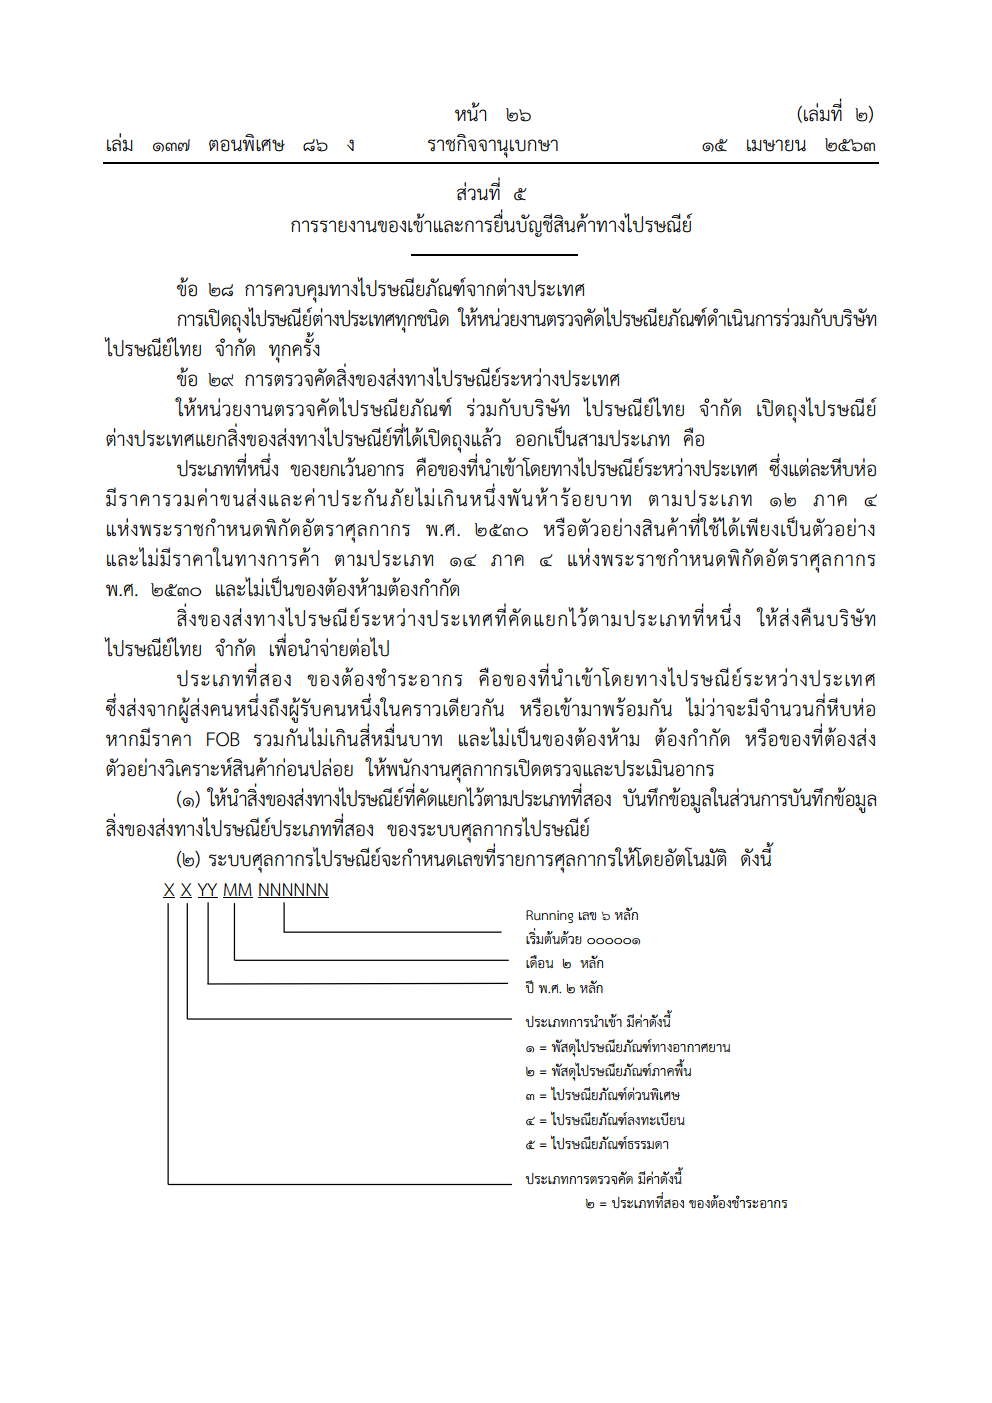 หน้า ๒๖ (เล่มที่ ๒)
เล่ม ๑๓๗ ตอนพิเศษ ๘๖ ง ราชกิจจานุเบกษา ๑๕ เมษายน ๒๕๖๓
ส่วนที่ ๕
การรายงานของเข้าและการยื่นบัญชีสินค้าทางไปรษณีย์
ข้อ ๒๘ การควบคุมทางไปรษณียภัณฑ์จากต่างประเทศ
การเปิดถุงไปรษณีย์ต่างประเทศทุกชนิด ให้หน่วยงานตรวจคัดไปรษณียภัณฑ์ดำเนินการร่วมกับบริษัท
ไปรษณีย์ไทย จำกัด ทุกครั้ง
ข้อ ๒๙ การตรวจคัดสิ่งของส่งทางไปรษณีย์ระหว่างประเทศ
ให้หน่วยงานตรวจคัดไปรษณียภัณฑ์ ร่วมกับบริษัท ไปรษณีย์ไทย จำกัด เปิดถุงไปรษณีย์
ต่างประเทศแยกสิ่งของส่งทางไปรษณีย์ที่ได้เปิดถุงแล้ว ออกเป็นสามประเภท คือ
ประเภทที่หนึ่ง ของยกเว้นอากร คือของที่นำเข้าโดยทางไปรษณีย์ระหว่างประเทศ ซึ่งแต่ละหีบห่อ
มีราคารวมค่าขนส่งและค่าประกันภัยไม่เกินหนึ่งพันห้าร้อยบาท ตามประเภท ๑๒ ภาค ๔
แห่งพระราชกำหนดพิกัดอัตราศุลกากร พ.ศ. ๒๕๓๐ หรือตัวอย่างสินค้าที่ใช้ได้เพียงเป็นตัวอย่าง
และไม่มีราคาในทางการค้า ตามประเภท ๑๔ ภาค ๔ แห่งพระราชกำหนดพิกัดอัตราศุลกากร
พ.ศ. ๒๕๓๐ และไม่เป็นของต้องห้ามต้องกำกัด
สิ่งของส่งทางไปรษณีย์ระหว่างประเทศที่คัดแยกไว้ตามประเภทที่หนึ่ง ให้ส่งคืนบริษัท
ไปรษณีย์ไทย จำกัด เพื่อนำจ่ายต่อไป
ประเภทที่สอง ของต้องชำระอากร คือของที่นำเข้าโดยทางไปรษณีย์ระหว่างประเทศ
ซึ่งส่งจากผู้ส่งคนหนึ่งถึงผู้รับคนหนึ่งในคราวเดียวกัน หรือเข้ามาพร้อมกัน ไม่ว่าจะมีจำนวนกี่หีบห่อ
หากมีราคา FOB รวมกันไม่เกินสี่หมื่นบาท และไม่เป็นของต้องห้าม ต้องกำกัด หรือของที่ต้องส่ง
ตัวอย่างวิเคราะห์สินค้าก่อนปล่อย ให้พนักงานศุลกากรเปิดตรวจและประเมินอากร
(๑) ให้นำสิ่งของส่งทางไปรษณีย์ที่คัดแยกไว้ตามประเภทที่สอง บันทึกข้อมูลในส่วนการบันทึกข้อมูล
สิ่งของส่งทางไปรษณีย์ประเภทที่สอง ของระบบศุลกากรไปรษณีย์
(๒) ระบบศุลกากรไปรษณีย์จะกำหนดเลขที่รายการศุลกากรให้โดยอัตโนมัติ ดังนี้
X X YY MM NNNNNN
Running เลข ๖ หลัก
เริ่มต้นด้วย ๐๐๐๐๐๑
เดือน ๒ หลัก
ปี พ.ศ. ๒ หลัก
ประเภทการนำเข้า มีค่าดังนี้
๑ = พัสดุไปรษณียภัณฑ์ทางอากาศยาน
๒ = พัสดุไปรษณียภัณฑ์ภาคพื้น
๓ = ไปรษณียภัณฑ์ด่วนพิเศษ
๔ = ไปรษณียภัณฑ์ลงทะเบียน
๕ = ไปรษณียภัณฑ์ธรรมดา
ประเภทการตรวจคัด มีค่าดังนี้
๒ = ประเภทที่สอง ของต้องชำระอากร